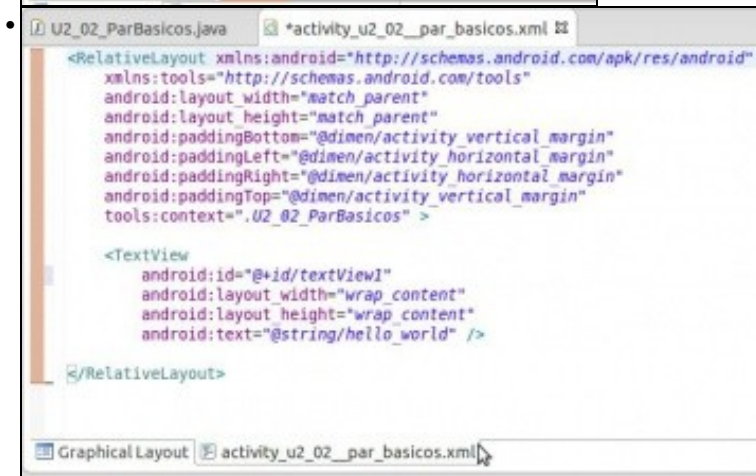 U2_02_ParBasicos.java *activity_u2_02__par_basicos.xml
<RelativeLayout xmlns:android="http://schemas.android.com/apk/res/android"
xmlns:tools="http://schemas.android.com/tools"
android:layout_width="match_parent"
android:layout_height="match_parent"
android:paddingBottom="@dimen/activity_vertical_margin"
android:paddingLeft="@dimen/activity_horizontal_margin"
android:paddingRight="@dimen/activity_horizontal_margin"
android:paddingTop="@dimen/activity_vertical_margin"
tools:context=".U2_02_ParBasicos" >
<TextView
android:id="@+id/textView1"
android:layout_width="wrap_content"
android:layout_height="wrap_content"
android:text="@string/hello_world" />
</RelativeLayout>
Graphical Layout activity_u2_02__par_basicos.xml